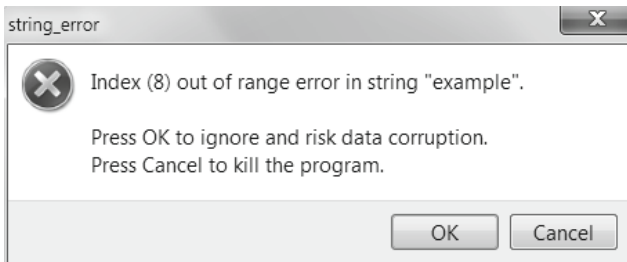 string_error
Index (8) out of range error in string "example".
Press OK to ignore and risk data corruption.
Press Cancel to kill the program.
OK
Cancel